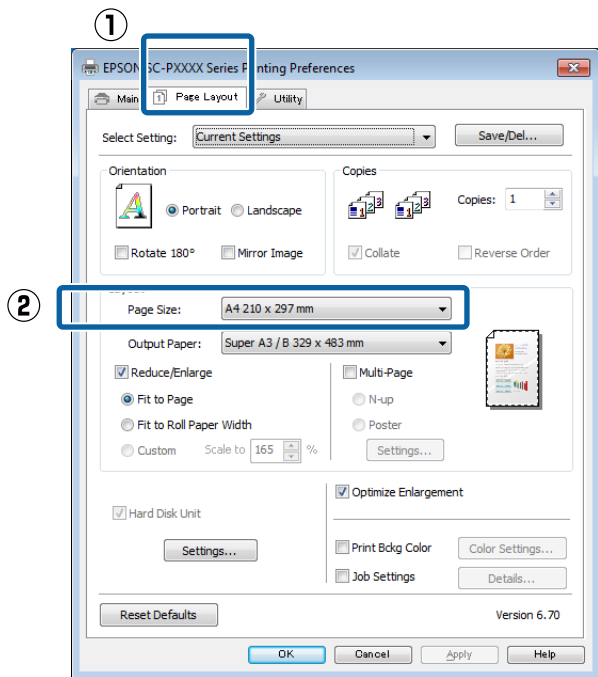 ①
EPSON SC-PXXXX Series Printing Preferences
Main
Page Layout
Utility
Select Setting: Current Settings Save/Del...
Orientation
Copies
Portrait Landscape
Copies: 1
Rotate 180° Mirror Image
Collate Reverse Order
②
Page Size: A4 210 x 297 mm
Output Paper: Super A3 / B 329 x 483 mm
Reduce/Enlarge
Multi-Page
Fit to Page
N-up
Fit to Roll Paper Width
Poster
Custom Scale to 165 %
Settings...
Optimize Enlargement
Hard Disk Unit
Settings...
Print Bckg Color Color Settings...
Job Settings Details...
Reset Defaults
Version 6.70
OK Cancel Apply Help